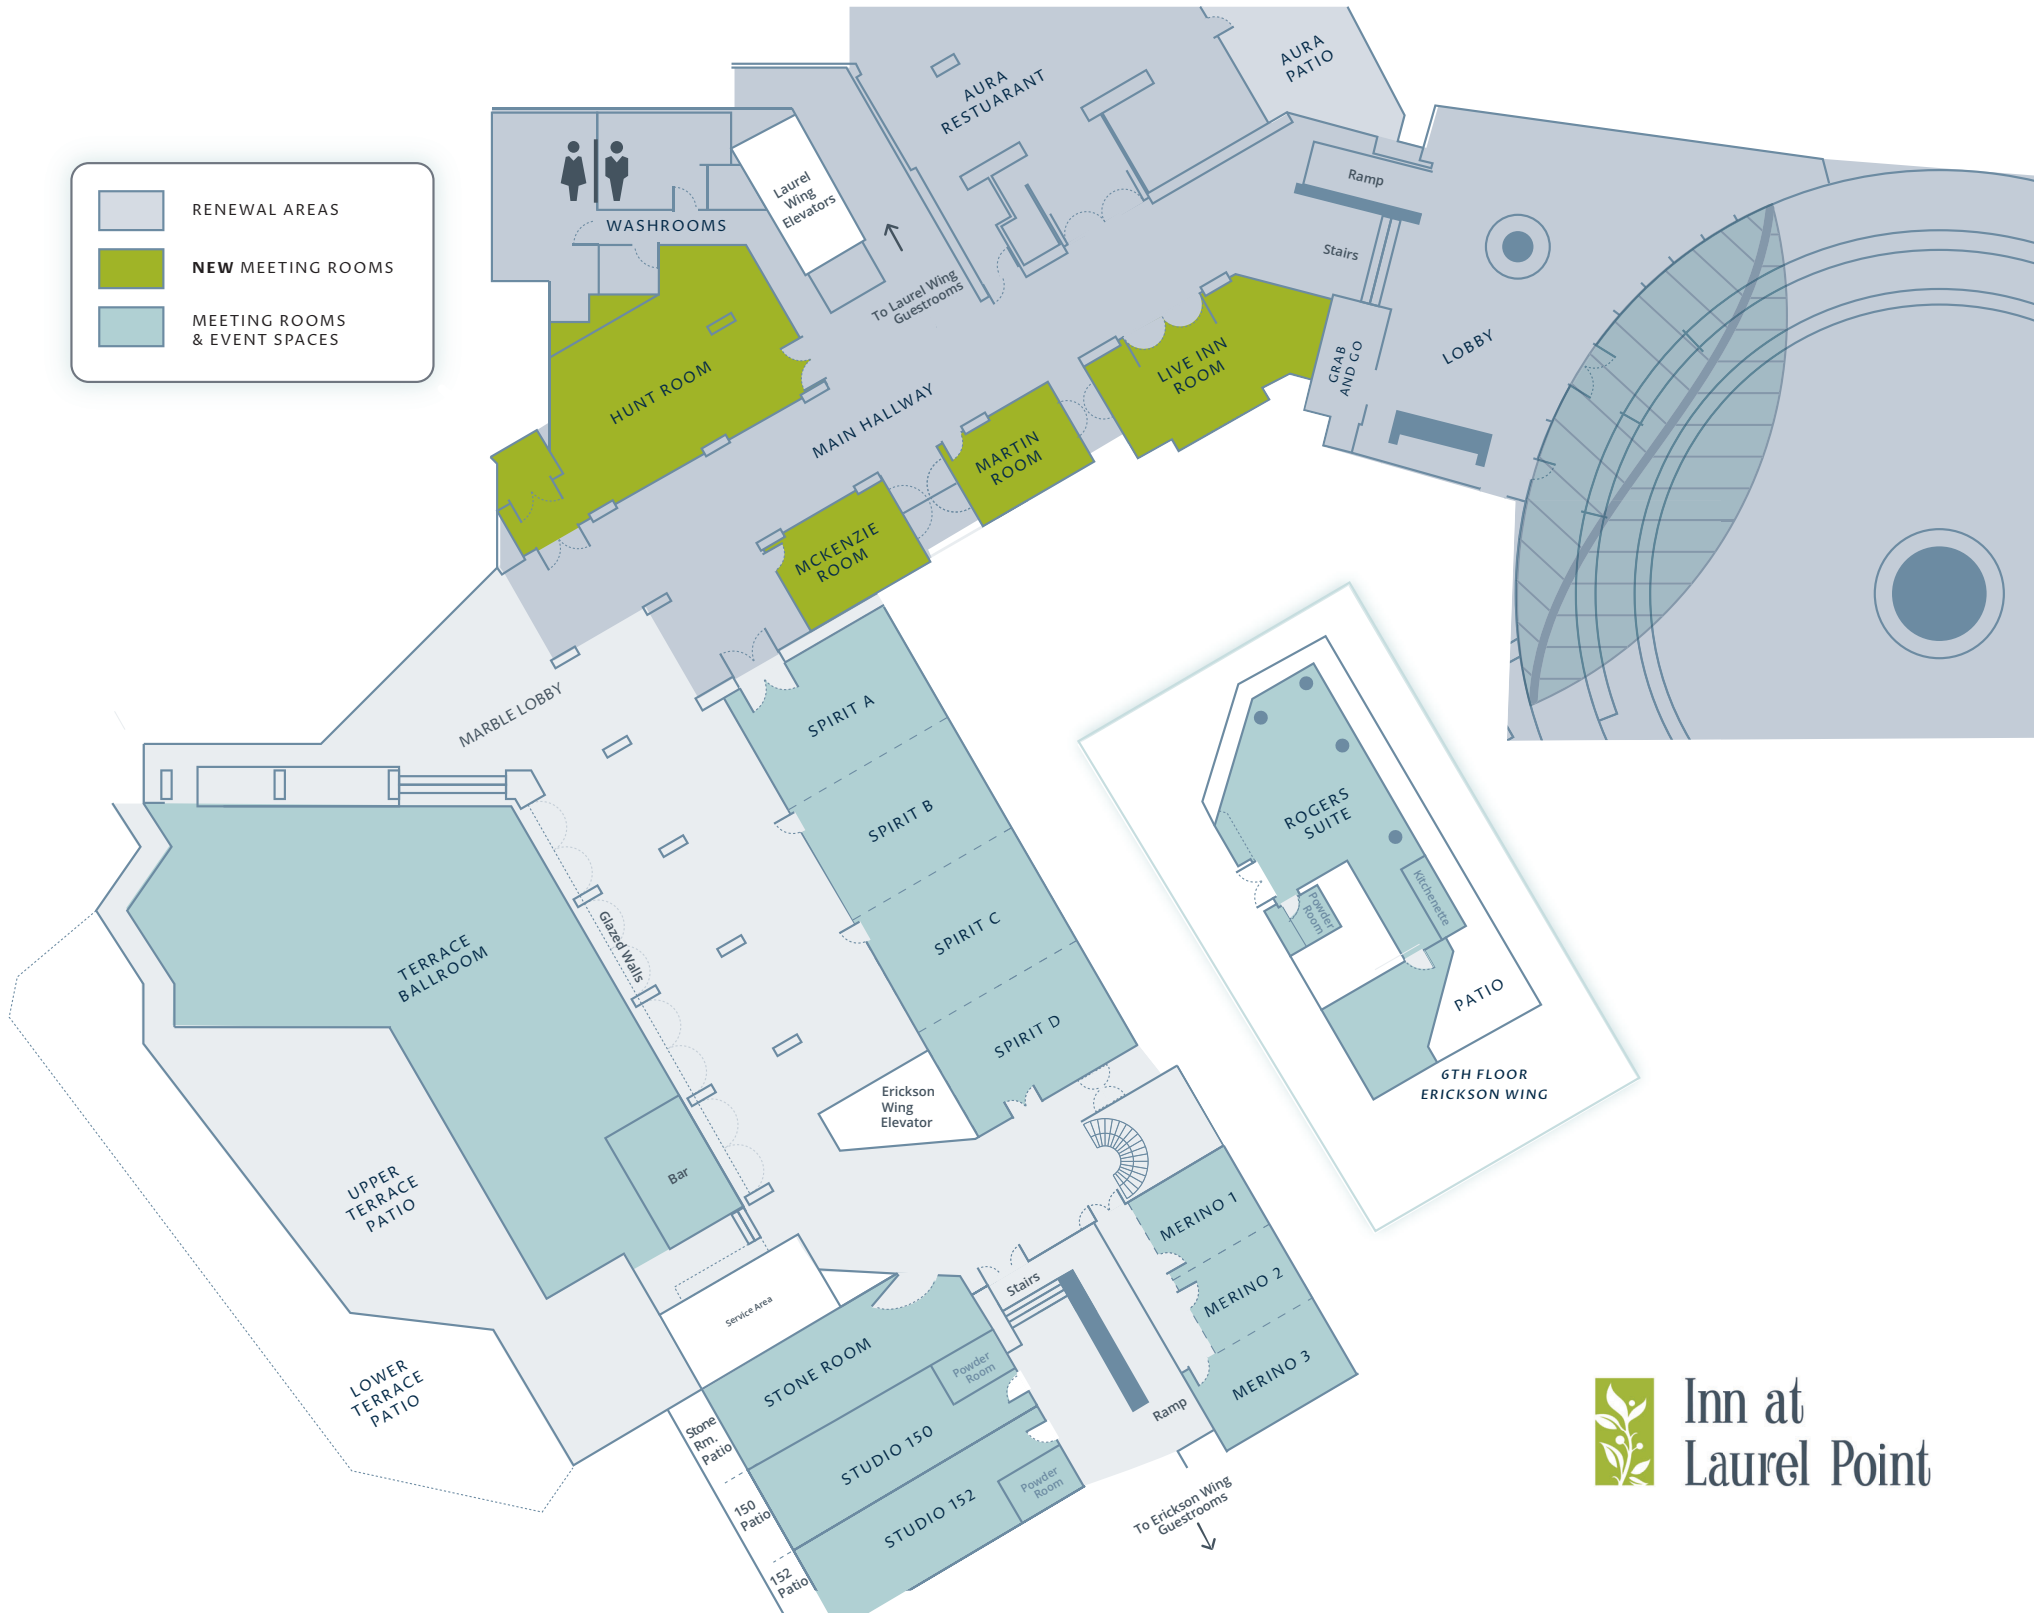 RENEWAL AREAS
NEW MEETING ROOMS
MEETING ROOMS
& EVENT SPACES
AURA
RESTUARANT
AURA
PATIO
Laurel
Wing
Elevators
WASHROOMS
Ramp
Stairs
To Laurel Wing
Guestrooms
LOBBY
GRAB
AND GO
LIVE INN
ROOM
HUNT ROOM
MAIN HALLWAY
MARTIN
ROOM
MCKENZIE
ROOM
MARBLE LOBBY
SPIRIT A
SPIRIT B
SPIRIT C
SPIRIT D
ROGERS
SUITE
Kitchenette
Powder
Room
PATIO
6TH FLOOR
ERICKSON WING
TERRACE
BALLROOM
Glazed Walls
Erickson
Wing
Elevator
Bar
UPPER
TERRACE
PATIO
LOWER
TERRACE
PATIO
Service Area
Stairs
MERINO 1
MERINO 2
MERINO 3
Ramp
STONE ROOM
Powder
Room
STUDIO 150
STUDIO 152
Powder
Room
Stone
Rm.
Patio
150
Patio
152
Patio
To Erickson Wing
Guestrooms
Inn at
Laurel Point